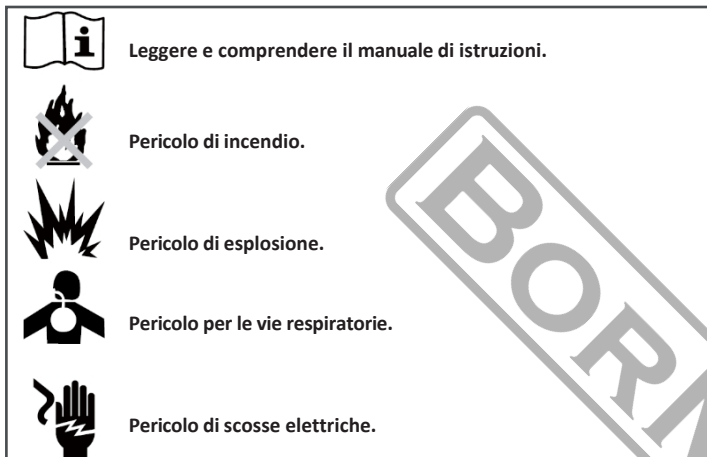 Leggere e comprendere il manuale di istruzioni.
Pericolo di incendio.
Pericolo di esplosione.
Pericolo per le vie respiratorie.
Pericolo di scosse elettriche.
BORN